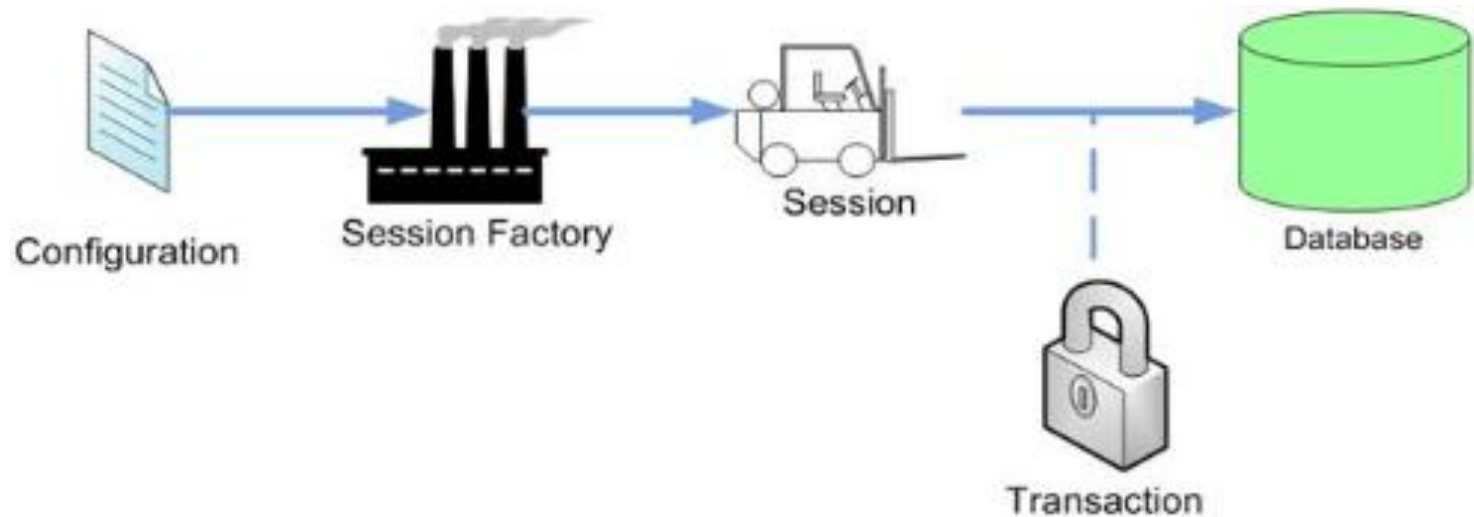 Configuration
Session Factory
Session
Database
Transaction